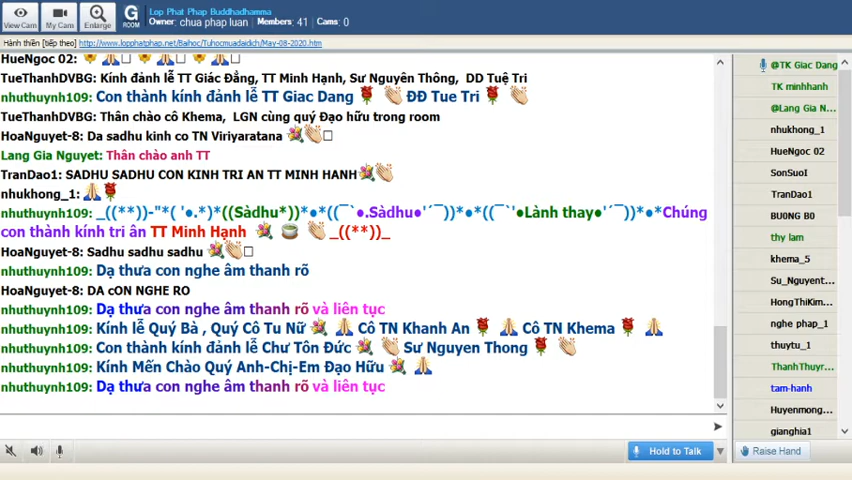 Lop Phat Phap Buddhadhamma
Owner: chua phap luan   Members: 41   Cams: 0
View Cam   My Cam   Enlarge   G ROOM
Hành thiền [tiếp theo] http://www.lopphatphap.net/Baihoc/Tuhocmuadaidich/May-08-2020.htm
HueNgoc 02:
TueThanhDVBG: Kính đảnh lễ TT Giác Đẳng, TT Minh Hạnh, Sư Nguyên Thông, DD Tuệ Trị
nhuthuynh109: Con thành kính đảnh lễ TT Giac Dang 🌹 👏 ĐĐ Tue Tri 🌹 👏
TueThanhDVBG: Thân chào cô Khema, LGN cùng quý Đạo hữu trong room
HoaNguyet-8: Da sadhu kinh co TN Viriyaratana 💐👏
Lang Gia Nguyet: Thân chào anh TT
TranDao1: SADHU SADHU CON KINH TRI AN TT MINH HANH💐👏
nhukhong_1: 🙏🌹
nhuthuynh109: _((**))-"*( '●.*)*((Sàdhu*))*●*((¯`●.Sàdhu●'´¯))*●*((¯`'●Lành thay●'´¯))*●*Chúng
con thành kính tri ân TT Minh Hạnh 💐 🍵 👏 _((**))_
HoaNguyet-8: Sadhu sadhu sadhu 💐👏
nhuthuynh109: Dạ thưa con nghe âm thanh rõ
HoaNguyet-8: DA cON NGHE RO
nhuthuynh109: Dạ thưa con nghe âm thanh rõ và liên tục
nhuthuynh109: Kính lễ Quý Bà , Quý Cô Tu Nữ 💐 🙏 Cô TN Khanh An 🌹 🙏 Cô TN Khema 🌹 🙏
nhuthuynh109: Con thành kính đảnh lễ Chư Tôn Đức 💐 👏 Sư Nguyen Thong 🌹 👏
nhuthuynh109: Kính Mến Chào Quý Anh-Chị-Em Đạo Hữu 💐 🙏
nhuthuynh109: Dạ thưa con nghe âm thanh rõ và liên tục
@TK Giac Dang
TK minhhanh
@Lang Gia N...
nhukhong_1
HueNgoc 02
SonSuoI
TranDao1
BU0NG B0
thy lam
khema_5
Su_Nguyent...
HongThiKim...
nghe phap_1
thuytu_1
ThanhThuyr...
tam-hanh
Huyenmong...
gianghia1
Hold to Talk
Raise Hand